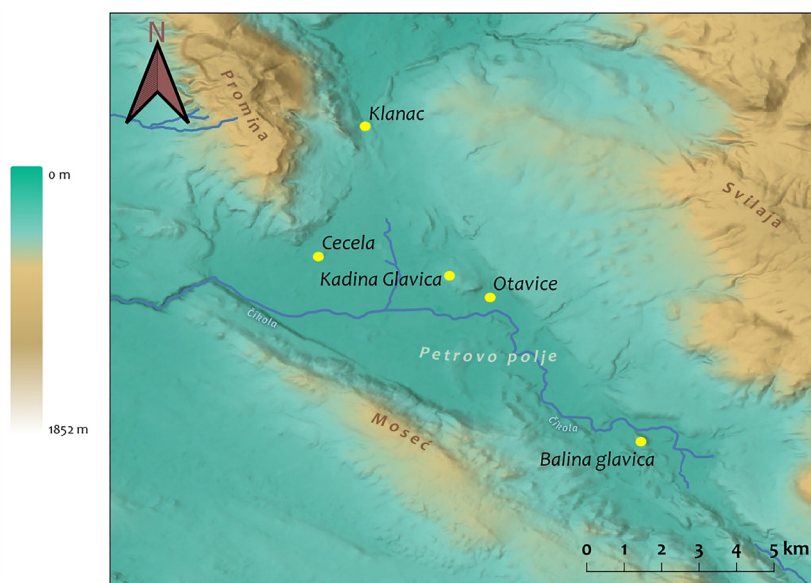 N
Promina
Klanac
0 m
Svilaja
Cecela
Kadina Glavica
Otavice
Čikola
Petrovo polje
Moseć
1852 m
Čikola
Balina glavica
0 1 2 3 4 5 km